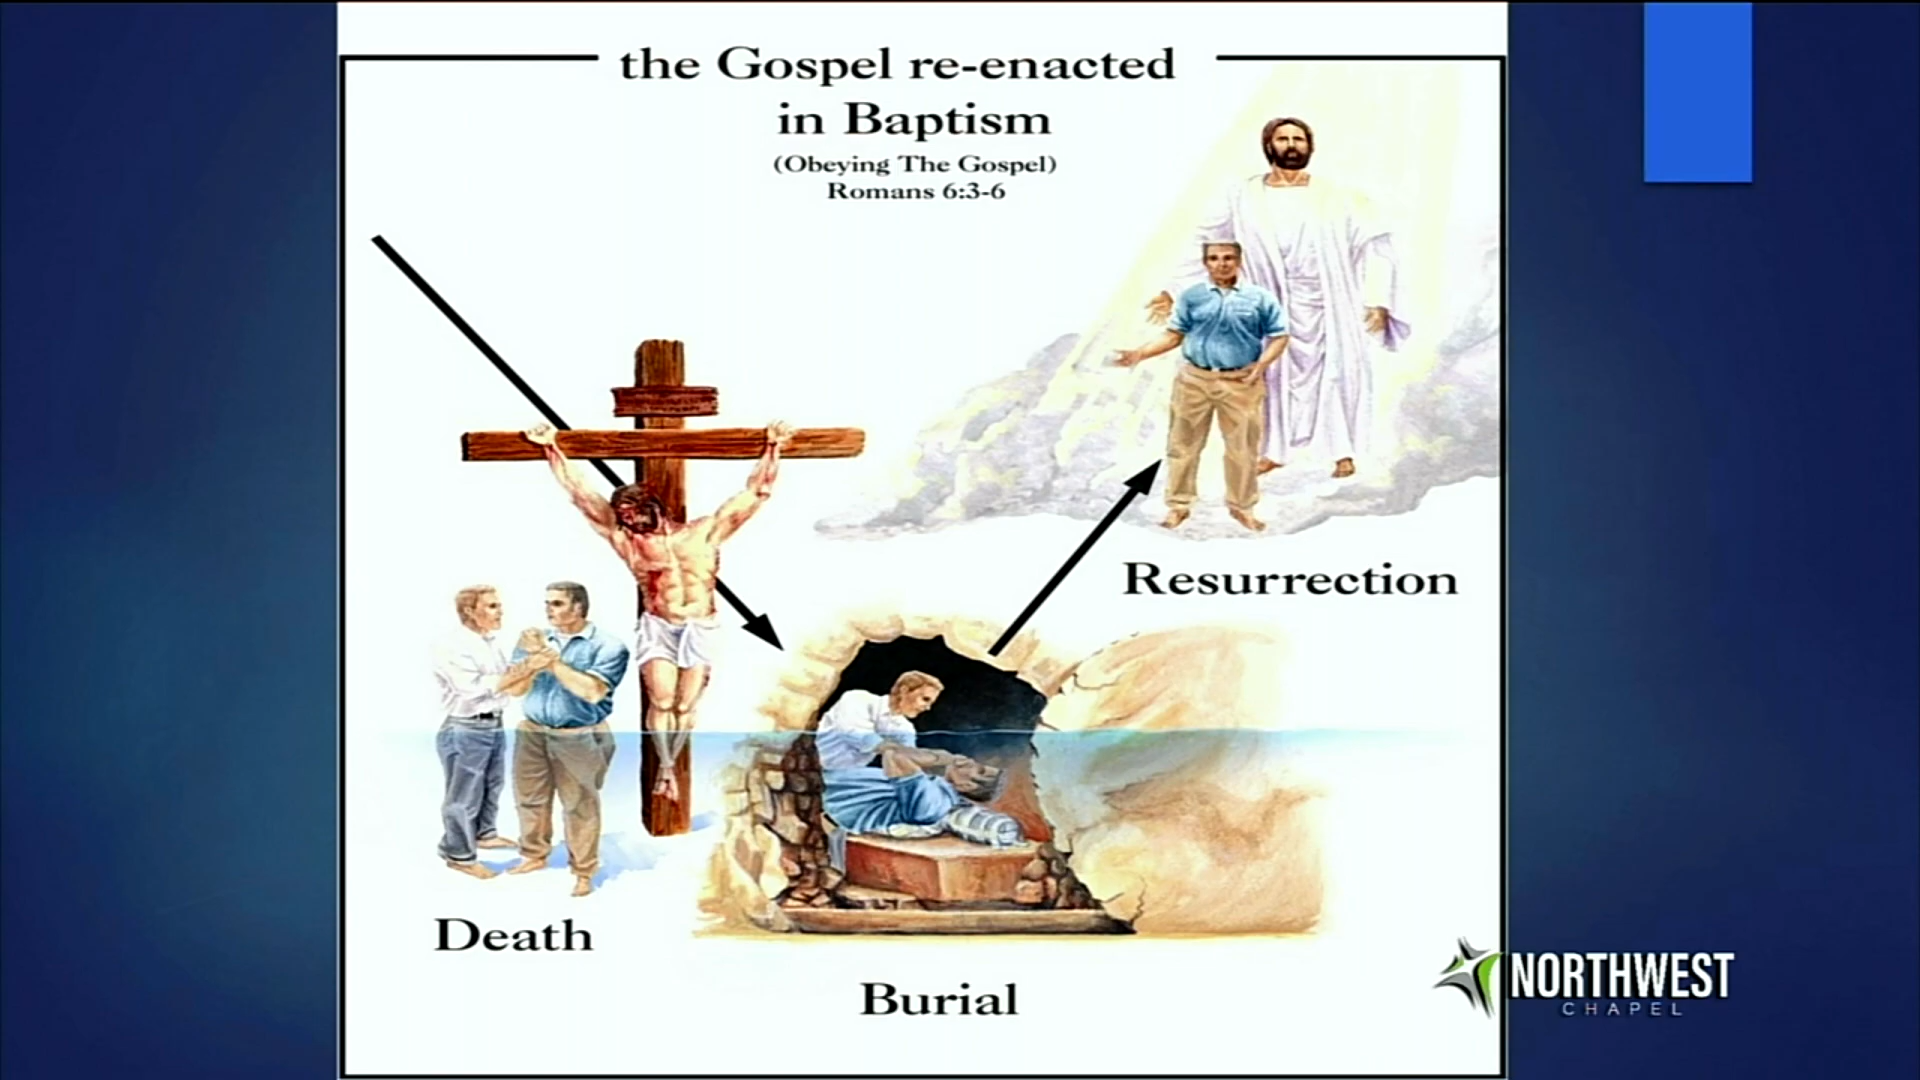 the Gospel re-enacted
in Baptism
(Obeying The Gospel)
Romans 6:3-6
Resurrection
Death
Burial
NORTHWEST
CHAPEL